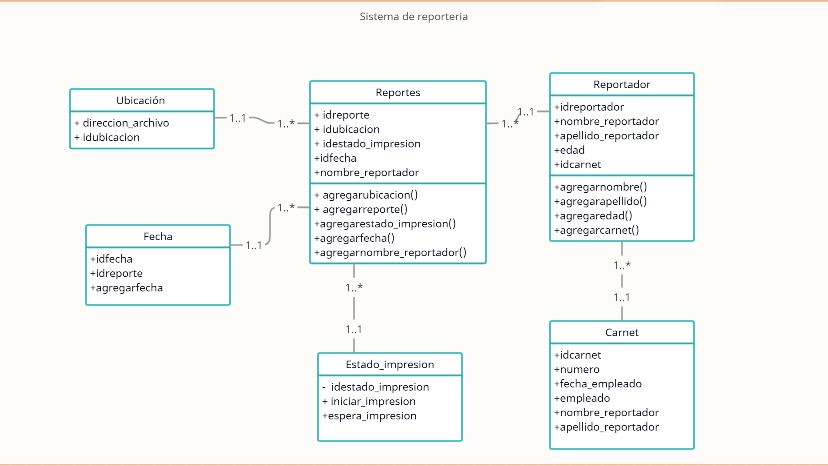 Sistema de reporteria
Ubicación
+ direccion_archivo
+ idubicacion
1..1
1..*
Reportes
+ idreporte
+ idubicacion
+ idestado_impresion
+idfecha
+nombre_reportador
+ agregarubicacion()
+ agregarreporte()
+agregarestado_impresion()
+agregarfecha()
+agregarnombre_reportador()
1..*
1..1
Reportador
+idreportador
+nombre_reportador
+apellido_reportador
+edad
+idcarnet
+agregarnombre()
+agregarapellido()
+agregaredad()
+agregarcarnet()
Fecha
+idfecha
+idreporte
+agregarfecha
1..1
1..*
1..*
1..1
Estado_impresion
- idestado_impresion
+ iniciar_impresion
+espera_impresion
1..*
1..1
Carnet
+idcarnet
+numero
+fecha_empleado
+empleado
+nombre_reportador
+apellido_reportador